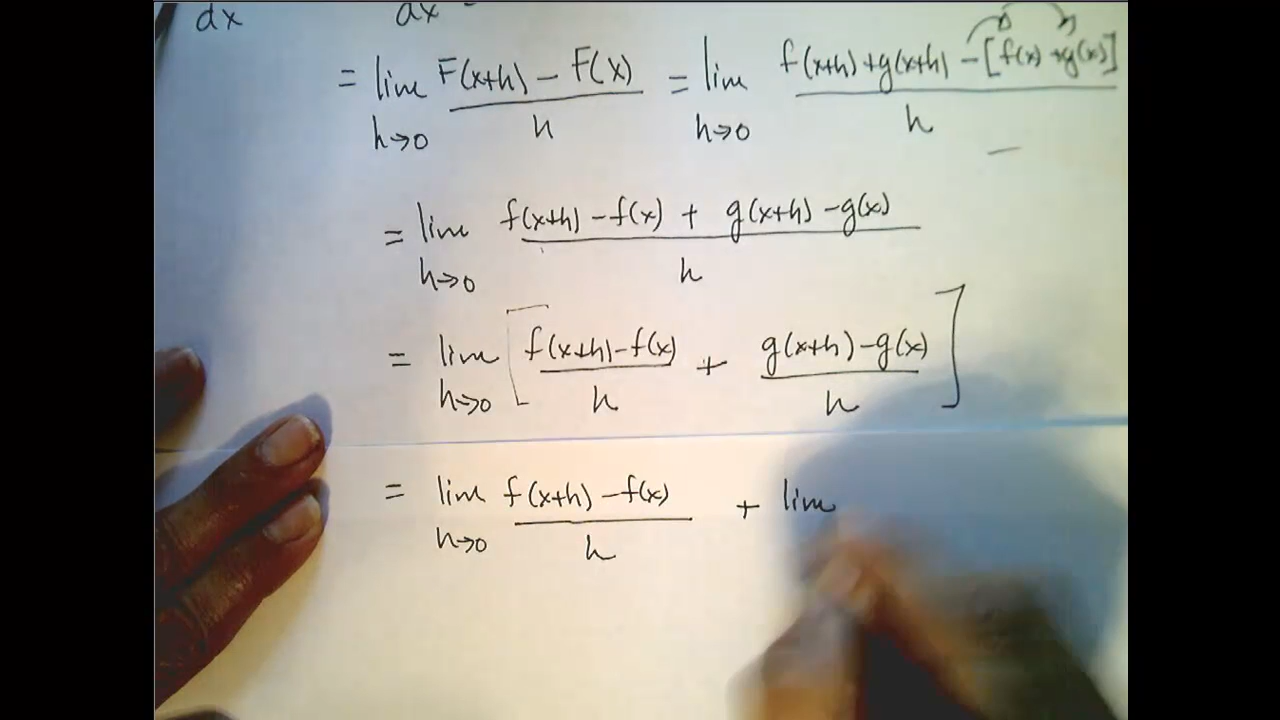 dx dx
= lim h→0 F(x+h) − F(x) / h = lim h→0 f(x+h) + g(x+h) − [f(x) + g(x)] / h
= lim h→0 f(x+h) − f(x) + g(x+h) − g(x) / h
= lim h→0 [ f(x+h) − f(x) / h + g(x+h) − g(x) / h ]
= lim h→0 f(x+h) − f(x) / h + lim